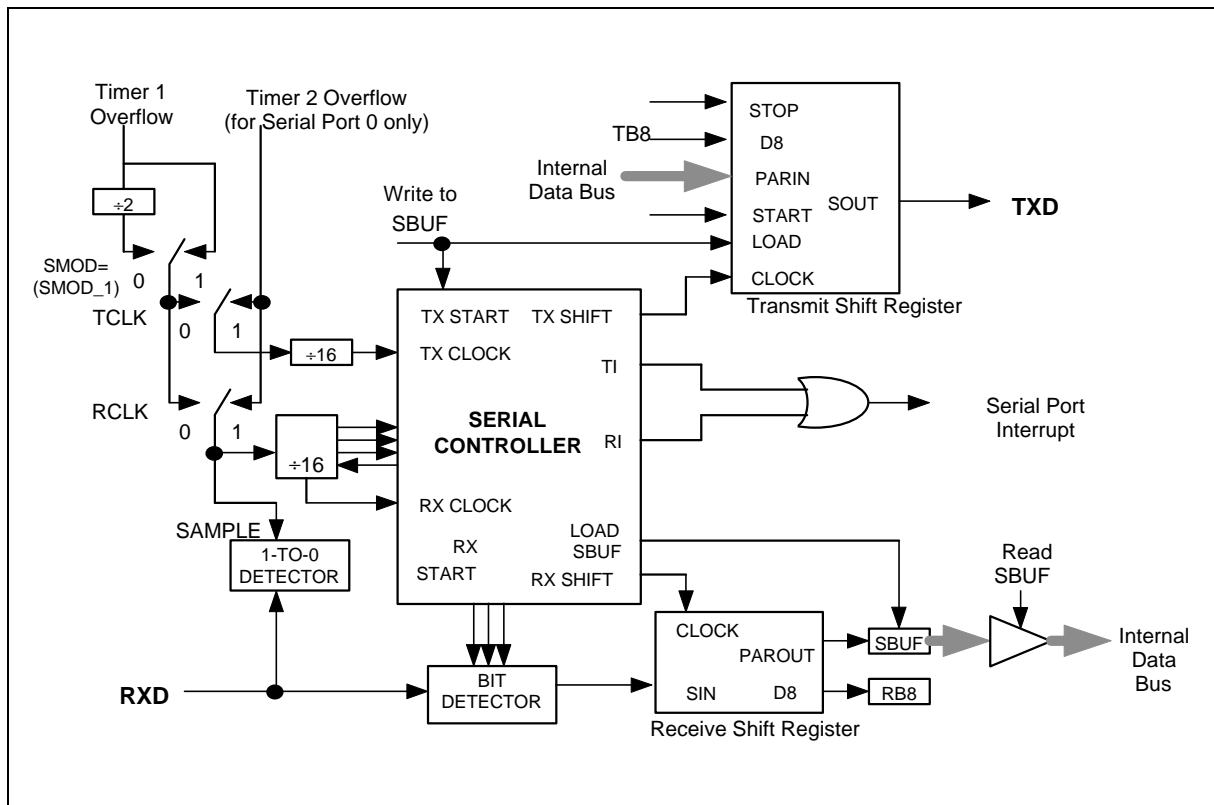 Timer 1
Overflow
Timer 2 Overflow
(for Serial Port 0 only)
÷2
SMOD=
(SMOD_1)
0
1
TCLK
0
1
÷16
RCLK
0
1
÷16
SAMPLE
1-TO-0
DETECTOR
RXD
Write to
SBUF
TX START
TX SHIFT
TX CLOCK
TI
SERIAL
CONTROLLER
RI
RX CLOCK
LOAD
SBUF
RX
START
RX SHIFT
BIT
DETECTOR
TB8
Internal
Data Bus
STOP
D8
PARIN
SOUT
START
LOAD
CLOCK
Transmit Shift Register
TXD
Serial Port
Interrupt
CLOCK
PAROUT
SIN
D8
Receive Shift Register
SBUF
RB8
Read
SBUF
Internal
Data
Bus